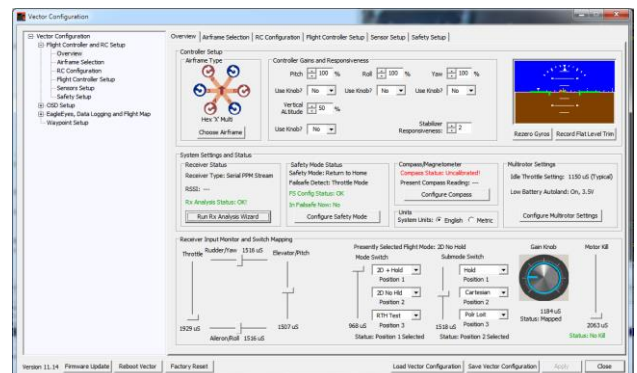 Vector Configuration
Vector Configuration
Flight Controller and RC Setup
Overview
Airframe Selection
RC Configuration
Flight Controller Setup
Sensors Setup
Safety Setup
OSD Setup
EagleEyes, Data Logging and Flight Map
Waypoint Setup
Overview Airframe Selection RC Configuration Flight Controller Setup Sensor Setup Safety Setup
Controller Setup
Airframe Type
Hex 'X' Multi
Choose Airframe
Controller Gains and Responsiveness
Pitch 100 % Roll 100 % Yaw 100 %
Use Knob? No Use Knob? No Use Knob? No
Vertical
Altitude 50 %
Use Knob? No
Stabilizer
Responsiveness: 2
Rezero Gyros Record Flat Level Trim
System Settings and Status
Receiver Status
Receiver Type: Serial PPM Stream
RSSI: ---
Rx Analysis Status: OK!
Run Rx Analysis Wizard
Safety Mode Status
Safety Mode: Return to Home
Failsafe Detect: Throttle Mode
FS Config Status: OK
In Failsafe Now: No
Configure Safety Mode
Compass/Magnetometer
Compass Status: Uncalibrated!
Present Compass Reading: ---
Configure Compass
Units
System Units: English Metric
Multirotor Settings
Idle Throttle Setting: 1150 uS (Typical)
Low Battery Autoland: On, 3.5V
Configure Multirotor Settings
Receiver Input Monitor and Switch Mapping
Throttle
1929 uS
Rudder/Yaw 1516 uS
Aileron/Roll 1516 uS
Elevator/Pitch
1507 uS
Presently Selected Flight Mode: 2D No Hold
Mode Switch
2D + Hold
Position 1
2D No Hld
Position 2
RTH Test
968 uS Position 3
Status: Position 1 Selected
Submode Switch
Hold
Position 1
Cartesian
Position 2
Polr Loit
1518 uS Position 3
Status: Position 2 Selected
Gain Knob
1184 uS
Status: Mapped
Motor Kill
2063 uS
Status: No Kill
Version 11.14 Firmware Update Reboot Vector Factory Reset Load Vector Configuration Save Vector Configuration Apply Close